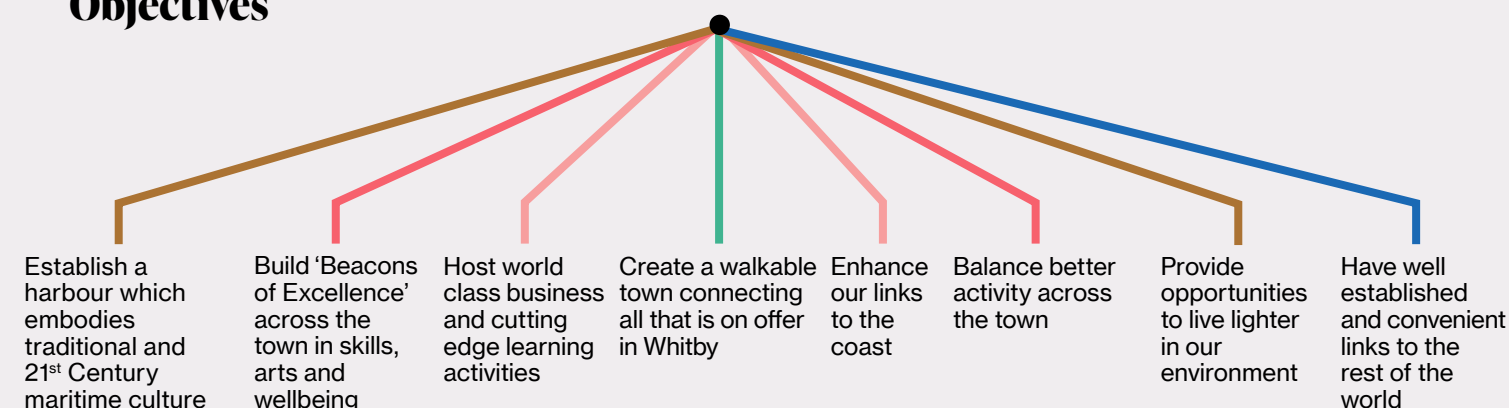 Objectives
Establish a
harbour which
embodies
traditional and
21st Century
maritime culture
Build ‘Beacons
of Excellence’
across the
town in skills,
arts and
wellbeing
Host world
class business
and cutting
edge learning
activities
Create a walkable
town connecting
all that is on offer
in Whitby
Enhance
our links
to the
coast
Balance better
activity across
the town
Provide
opportunities
to live lighter
in our
environment
Have well
established
and convenient
links to the
rest of the
world